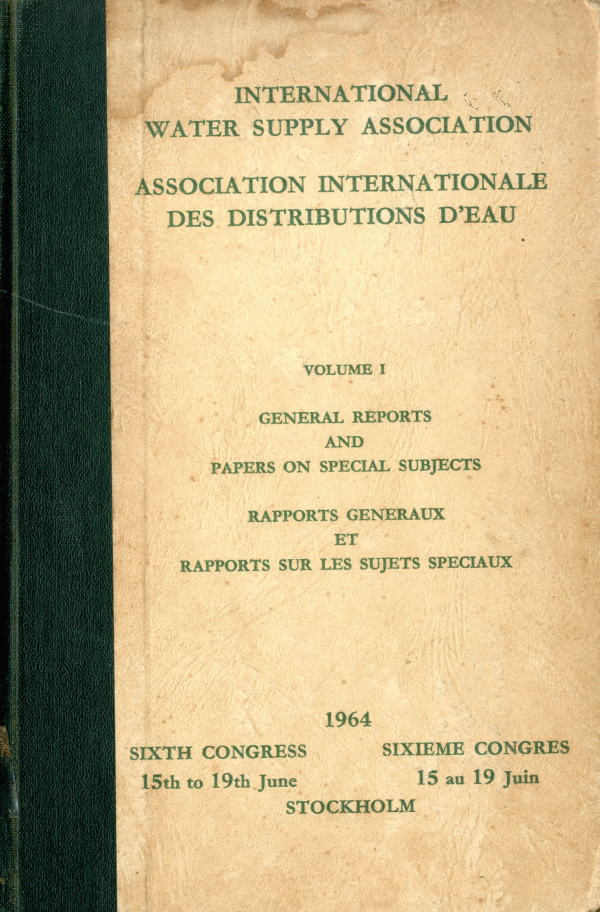 INTERNATIONAL
WATER SUPPLY ASSOCIATION
ASSOCIATION INTERNATIONALE
DES DISTRIBUTIONS D'EAU
VOLUME I
GENERAL REPORTS
AND
PAPERS ON SPECIAL SUBJECTS
RAPPORTS GENERAUX
ET
RAPPORTS SUR LES SUJETS SPECIAUX
1964
SIXTH CONGRESS
15th to 19th June
SIXIEME CONGRES
15 au 19 Juin
STOCKHOLM